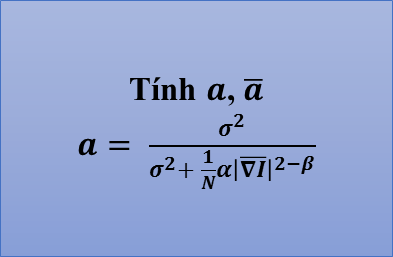 Tính a, a̅
a = σ² / (σ² + (1/N) α|∇̅I̅|²⁻ᵝ)